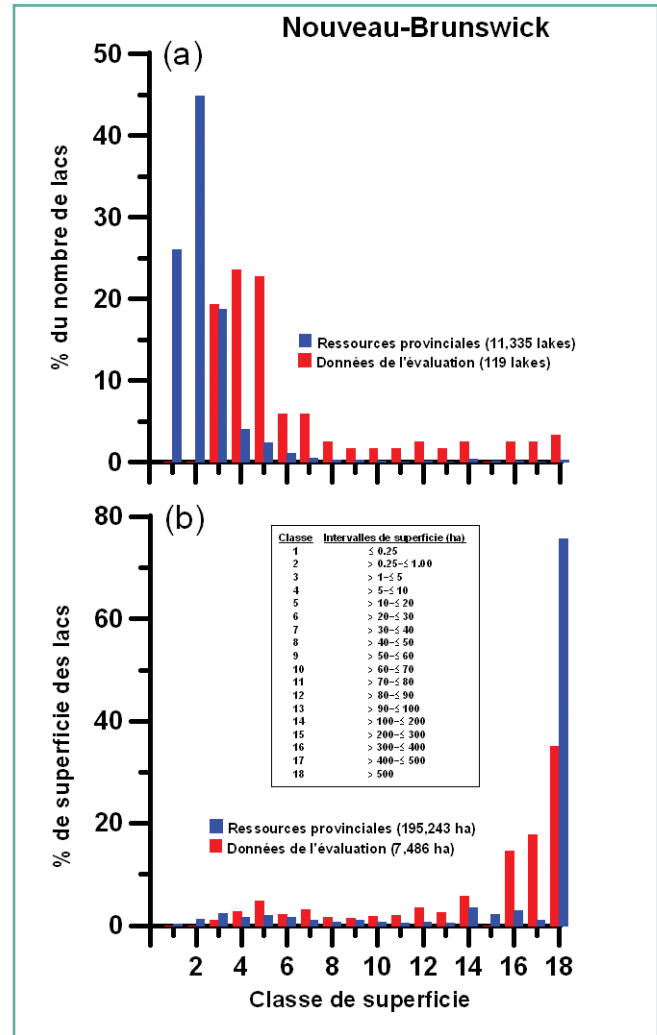 Nouveau-Brunswick
(a)
% du nombre de lacs
50
40
30
20
10
0
Ressources provinciales (11,335 lakes)
Données de l'évaluation (119 lakes)
(b)
% de superficie des lacs
80
60
40
20
0
Classe Intervalles de superficie (ha)
1 ≤ 0.25
2 > 0.25-≤ 1.00
3 > 1-≤ 5
4 > 5-≤ 10
5 > 10-≤ 20
6 > 20-≤ 30
7 > 30-≤ 40
8 > 40-≤ 50
9 > 50-≤ 60
10 > 60-≤ 70
11 > 70-≤ 80
12 > 80-≤ 90
13 > 90-≤ 100
14 > 100-≤ 200
15 > 200-≤ 300
16 > 300-≤ 400
17 > 400-≤ 500
18 > 500
Ressources provinciales (195,243 ha)
Données de l'évaluation (7,486 ha)
2 4 6 8 10 12 14 16 18
Classe de superficie